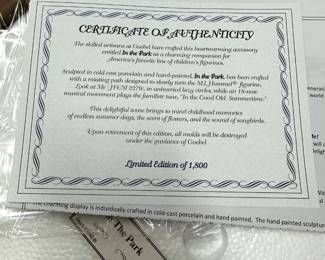 CERTIFICATE OF AUTHENTICITY
The skilled artisans at Goebel have crafted this heartwarming accessory
entitled In the Park as a charming companion for
America's favorite line of children's figurines.
Sculpted in cold-cast porcelain and hand-painted, In the Park, has been crafted
with a rotating path designed to slowly turn the M.I. Hummel® figurine,
Look at Me (HUM 2279), in unhurried lazy circles, while an 18-note
musical movement plays the familiar tune, "In the Good Old Summertime."
This delightful scene brings to mind childhood memories
of endless summer days, the scent of flowers, and the sound of songbirds.
Upon retirement of this edition, all molds will be destroyed
under the guidance of Goebel
Limited Edition of 1,800
charming display is individually crafted in cold-cast porcelain and hand painted. The hand painted sculpture
The Park